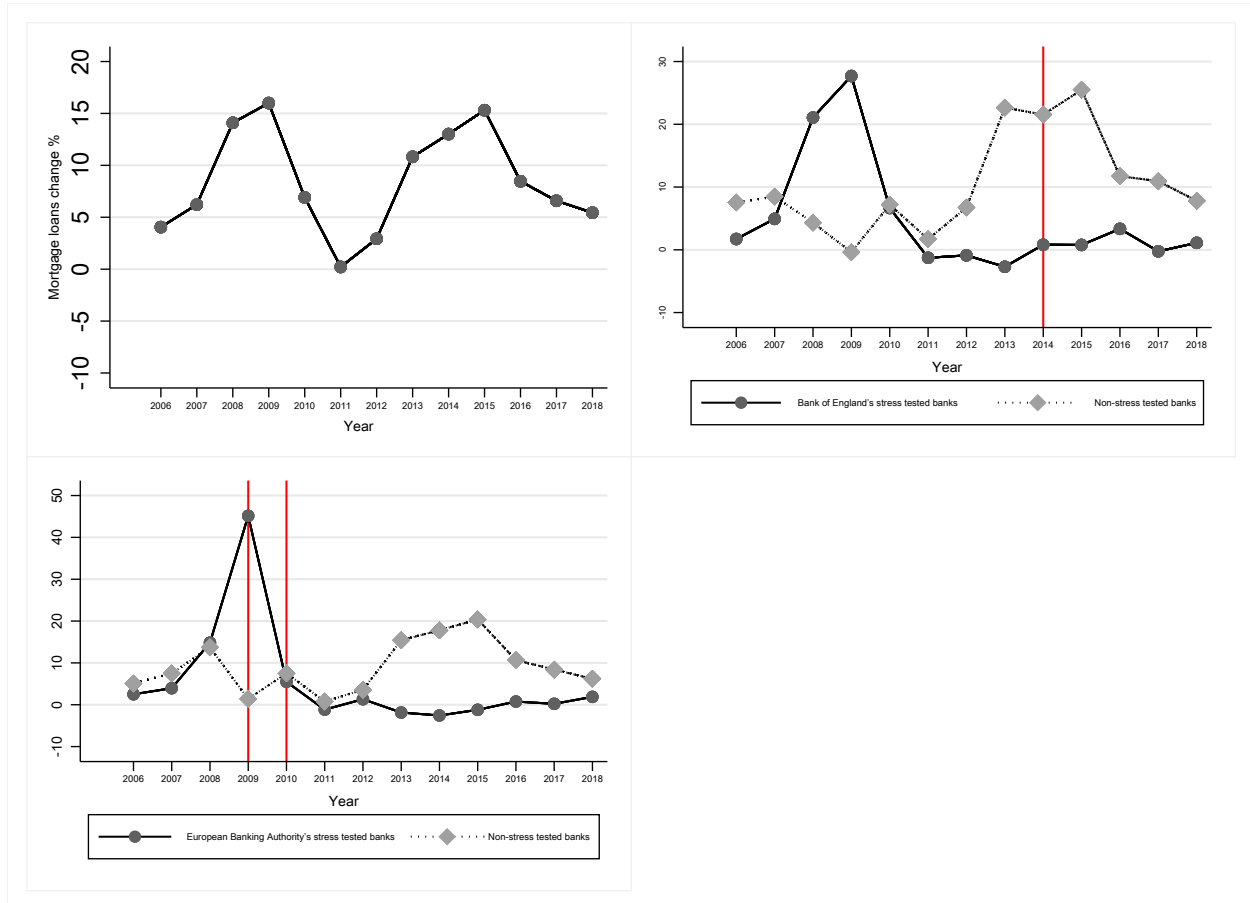 20
15
10
5
0
-5
-10
Mortgage loans change %
2006 2007 2008 2009 2010 2011 2012 2013 2014 2015 2016 2017 2018
Year
30
20
10
0
-10
2006 2007 2008 2009 2010 2011 2012 2013 2014 2015 2016 2017 2018
Year
Bank of England's stress tested banks Non-stress tested banks
50
40
30
20
10
0
-10
2006 2007 2008 2009 2010 2011 2012 2013 2014 2015 2016 2017 2018
Year
European Banking Authority's stress tested banks Non-stress tested banks